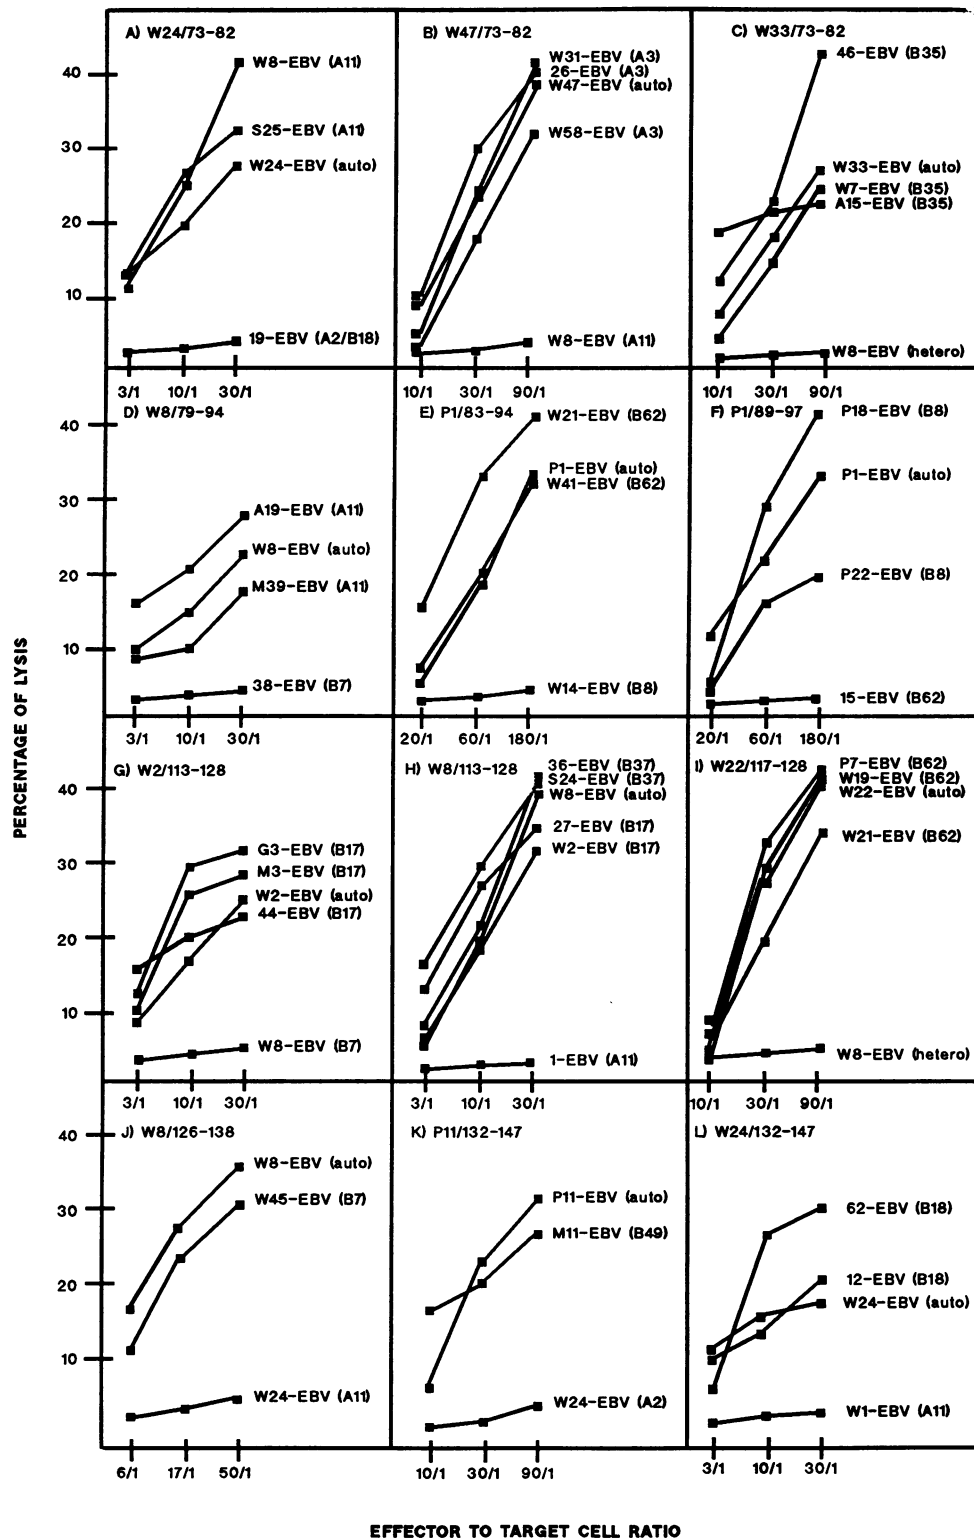 A) W24/73-82
40
30
20
10
W8-EBV (A11)
S25-EBV (A11)
W24-EBV (auto)
19-EBV (A2/B18)
3/1 10/1 30/1
B) W47/73-82
W31-EBV (A3)
26-EBV (A3)
W47-EBV (auto)
W58-EBV (A3)
W8-EBV (A11)
10/1 30/1 90/1
C) W33/73-82
46-EBV (B35)
W33-EBV (auto)
W7-EBV (B35)
A15-EBV (B35)
W8-EBV (hetero)
10/1 30/1 90/1
D) W8/79-94
40
30
20
10
A19-EBV (A11)
W8-EBV (auto)
M39-EBV (A11)
38-EBV (B7)
3/1 10/1 30/1
E) P1/83-94
W21-EBV (B62)
P1-EBV (auto)
W41-EBV (B62)
W14-EBV (B8)
20/1 60/1 180/1
F) P1/89-97
P18-EBV (B8)
P1-EBV (auto)
P22-EBV (B8)
15-EBV (B62)
20/1 60/1 180/1
PERCENTAGE OF LYSIS
G) W2/113-128
40
30
20
10
G3-EBV (B17)
M3-EBV (B17)
W2-EBV (auto)
44-EBV (B17)
W8-EBV (B7)
3/1 10/1 30/1
H) W8/113-128
36-EBV (B37)
S24-EBV (B37)
W8-EBV (auto)
27-EBV (B17)
W2-EBV (B17)
1-EBV (A11)
3/1 10/1 30/1
I) W22/117-128
P7-EBV (B62)
W19-EBV (B62)
W22-EBV (auto)
W21-EBV (B62)
W8-EBV (hetero)
10/1 30/1 90/1
J) W8/126-138
40
30
20
10
W8-EBV (auto)
W45-EBV (B7)
W24-EBV (A11)
6/1 17/1 50/1
K) P11/132-147
P11-EBV (auto)
M11-EBV (B49)
W24-EBV (A2)
10/1 30/1 90/1
L) W24/132-147
62-EBV (B18)
12-EBV (B18)
W24-EBV (auto)
W1-EBV (A11)
3/1 10/1 30/1
EFFECTOR TO TARGET CELL RATIO